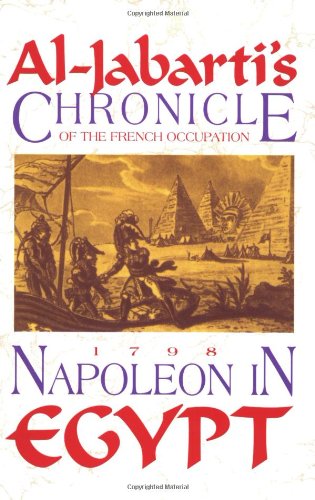 Al-Jabarti's
CHRONICLE
OF THE FRENCH OCCUPATION
1798
NAPOLEON IN
EGYPT